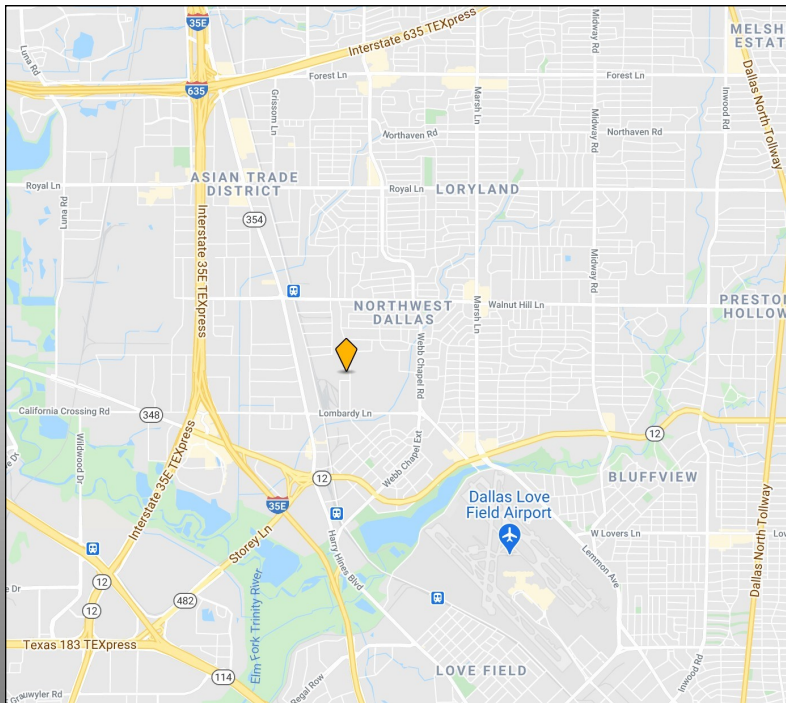 35E
Luna Rd
Interstate 635 TEXpress
Midway Rd
MELSH
ESTAT
Forest Ln
Forest Ln
635
Grissom Ln
Marsh Ln
Inwood Rd
Dallas North Tollway
Northaven Rd
Midway Rd
Northaven Rd
ASIAN TRADE
DISTRICT
Royal Ln
Royal Ln
LORYLAND
Luna Rd
Interstate 35E TEXpress
354
Midway Rd
NORTHWEST
DALLAS
Marsh Ln
Walnut Hill Ln
PRESTO
HOLLOW
Webb Chapel Rd
California Crossing Rd
348
Lombardy Ln
12
Wildwood Dr
Interstate 35E TEXpress
Webb Chapel Ext
e Dr
12
BLUFFVIEW
35E
Dallas Love
Field Airport
Storey Ln
Harry Hines Blvd
W Lovers Ln
Lov
Lemmon Ave
Dallas North Tollway
e Dr
12
482
12
Elm Fork Trinity River
Texas 183 TEXpress
114
LOVE FIELD
Inwood Rd
Regal Row
Grauwyler Rd